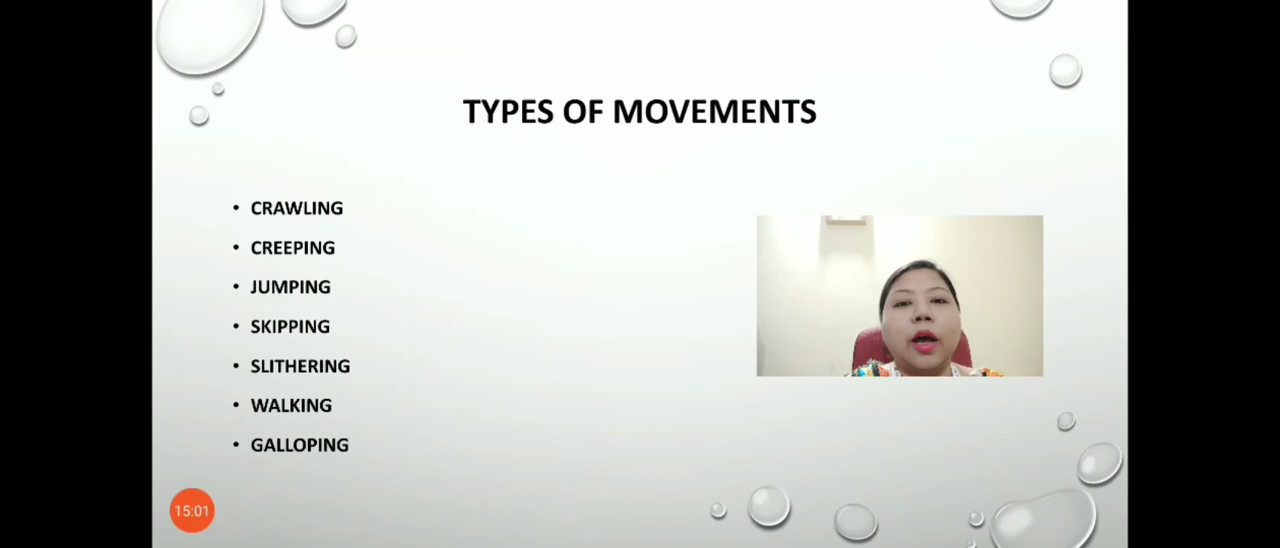 TYPES OF MOVEMENTS
• CRAWLING
• CREEPING
• JUMPING
• SKIPPING
• SLITHERING
• WALKING
• GALLOPING
15:01